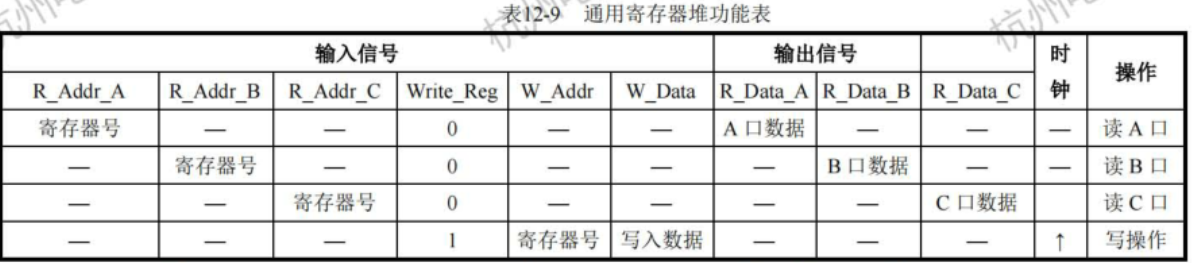 表12-9 通用寄存器堆功能表
输入信号 输出信号 时钟 操作
R_Addr_A R_Addr_B R_Addr_C Write_Reg W_Addr W_Data R_Data_A R_Data_B R_Data_C
寄存器号 — — 0 — — A 口数据 — — — 读 A 口
— 寄存器号 — 0 — — — B 口数据 — — 读 B 口
— — 寄存器号 0 — — — — C 口数据 读 C 口
— — — 1 寄存器号 写入数据 — — — ↑ 写操作